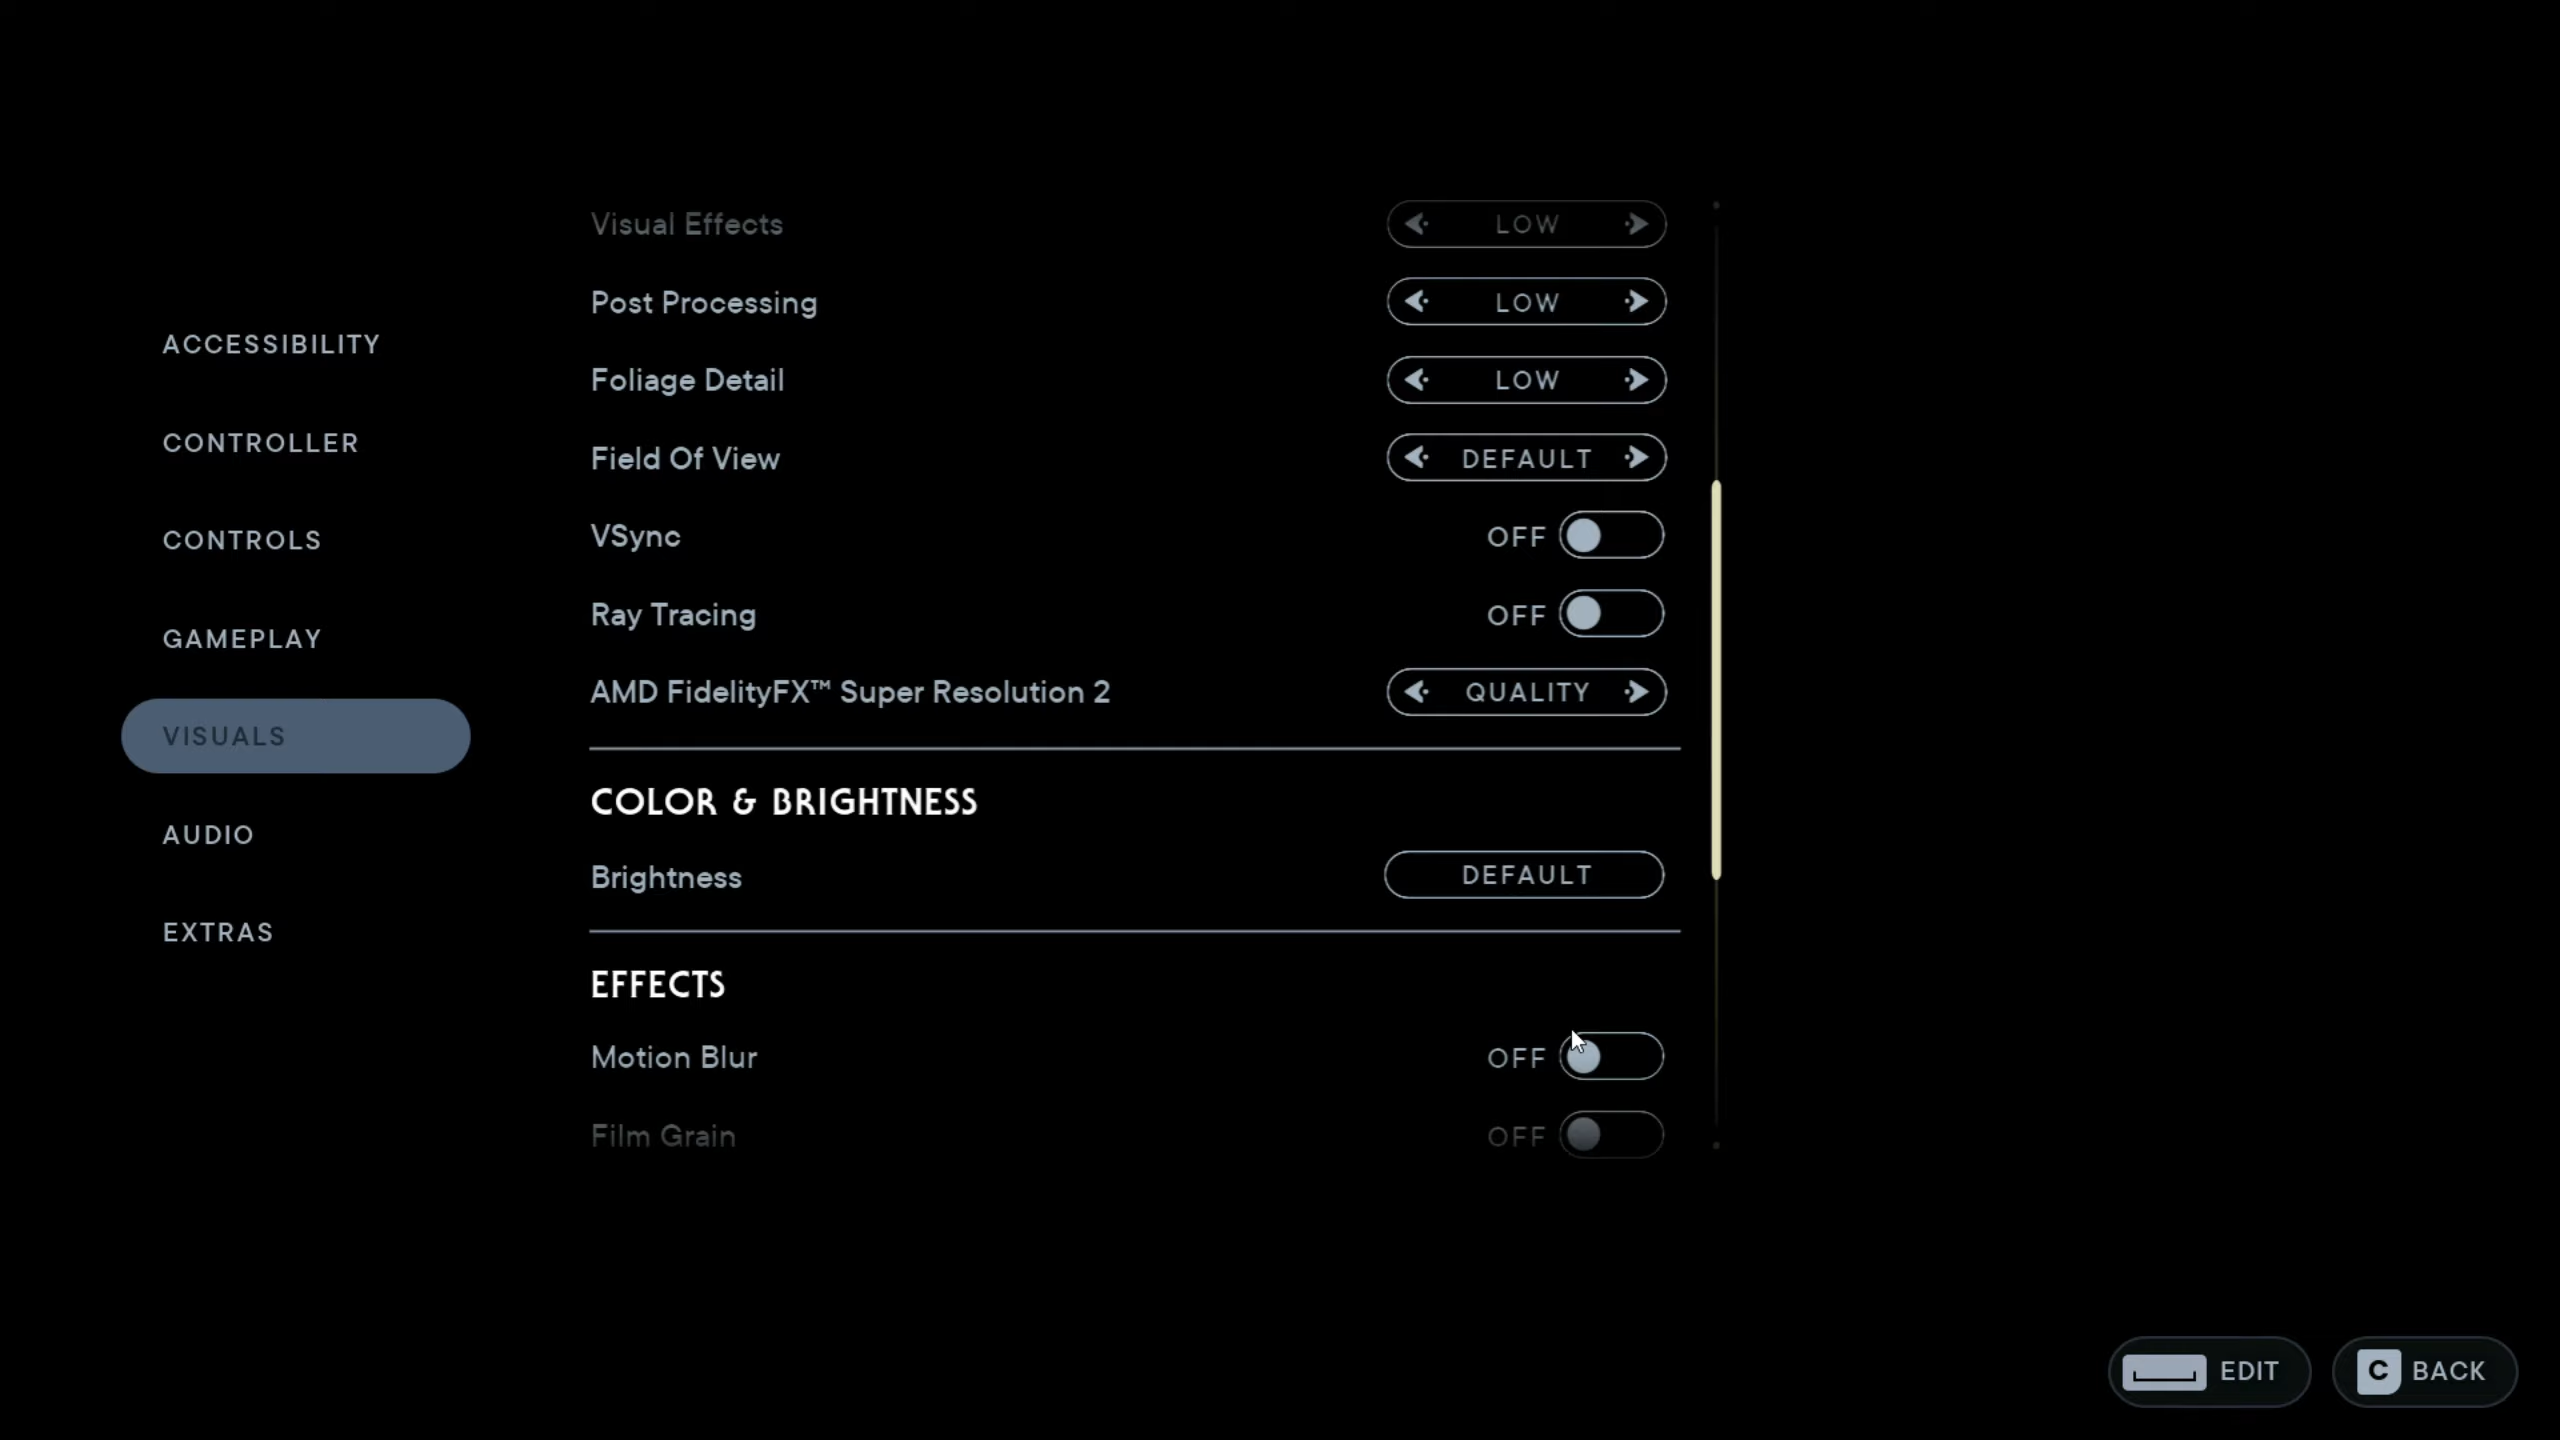 Visual Effects LOW
Post Processing LOW
ACCESSIBILITY
Foliage Detail LOW
CONTROLLER
Field Of View DEFAULT
CONTROLS
VSync OFF
Ray Tracing OFF
GAMEPLAY
AMD FidelityFX™ Super Resolution 2 QUALITY
VISUALS
COLOR & BRIGHTNESS
AUDIO
Brightness DEFAULT
EXTRAS
EFFECTS
Motion Blur OFF
Film Grain OFF
EDIT C BACK